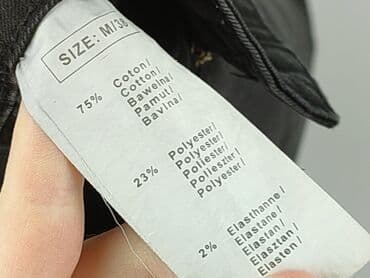 SIZE: M/38
75%
Coton/
Cotton/
Bawełna/
Pamut/
Bavlna/
23%
Polyester/
Polyester/
Poliester/
Poliészter/
Polyester/
2%
Elasthanne/
Elastane/
Elastan/
Elasztan/
Elasten/